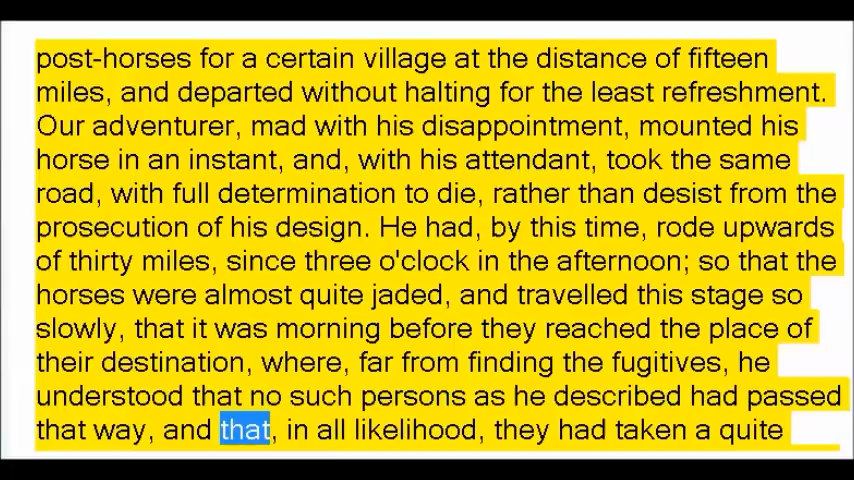 post-horses for a certain village at the distance of fifteen
miles, and departed without halting for the least refreshment.
Our adventurer, mad with his disappointment, mounted his
horse in an instant, and, with his attendant, took the same
road, with full determination to die, rather than desist from the
prosecution of his design. He had, by this time, rode upwards
of thirty miles, since three o'clock in the afternoon; so that the
horses were almost quite jaded, and travelled this stage so
slowly, that it was morning before they reached the place of
their destination, where, far from finding the fugitives, he
understood that no such persons as he described had passed
that way, and that, in all likelihood, they had taken a quite